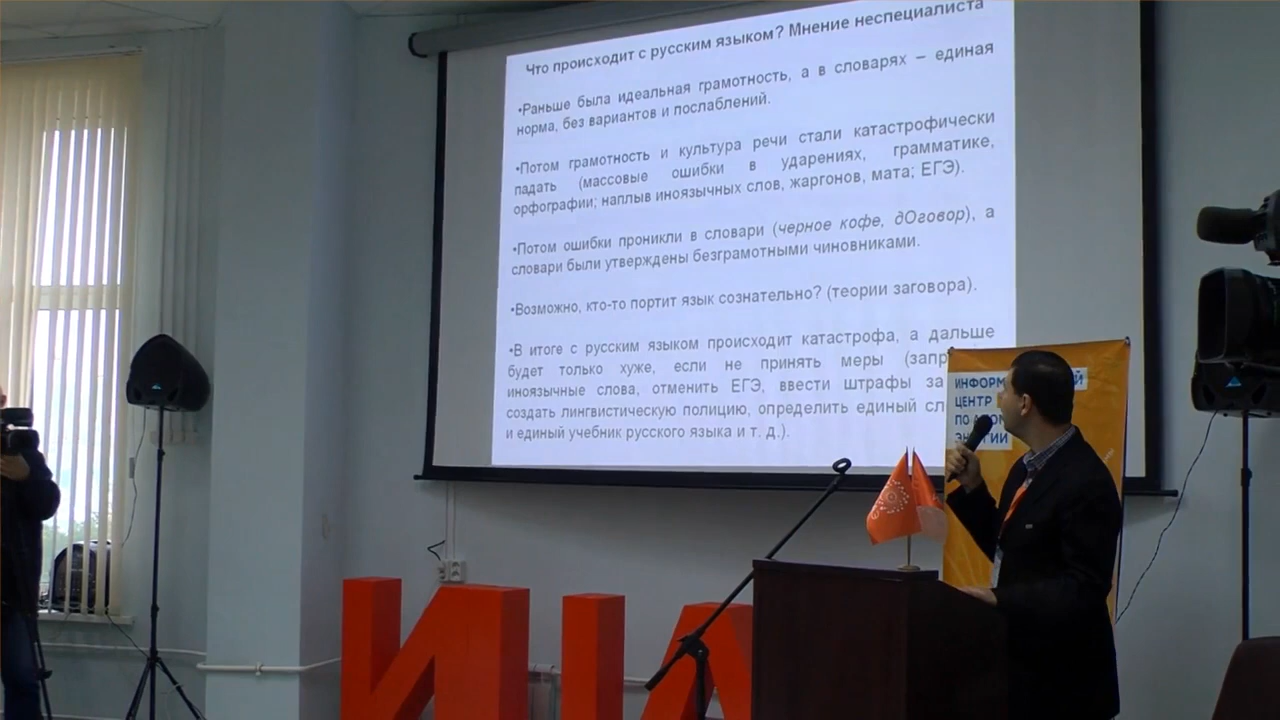 Что происходит с русским языком? Мнение неспециалиста
•Раньше была идеальная грамотность, а в словарях – единая
норма, без вариантов и послаблений.
•Потом грамотность и культура речи стали катастрофически
падать (массовые ошибки в ударениях, грамматике,
орфографии; наплыв иноязычных слов, жаргонов, мата; ЕГЭ).
•Потом ошибки проникли в словари (черное кофе, дОговор), а
словари были утверждены безграмотными чиновниками.
•Возможно, кто-то портит язык сознательно? (теории заговора).
•В итоге с русским языком происходит катастрофа, а дальше
будет только хуже, если не принять меры
иноязычные слова, отменить ЕГЭ, ввести штрафы за
создать лингвистическую полицию, определить единый
и единый учебник русского языка и т. д.).
ЦЕНТР
ПО
ИЦА